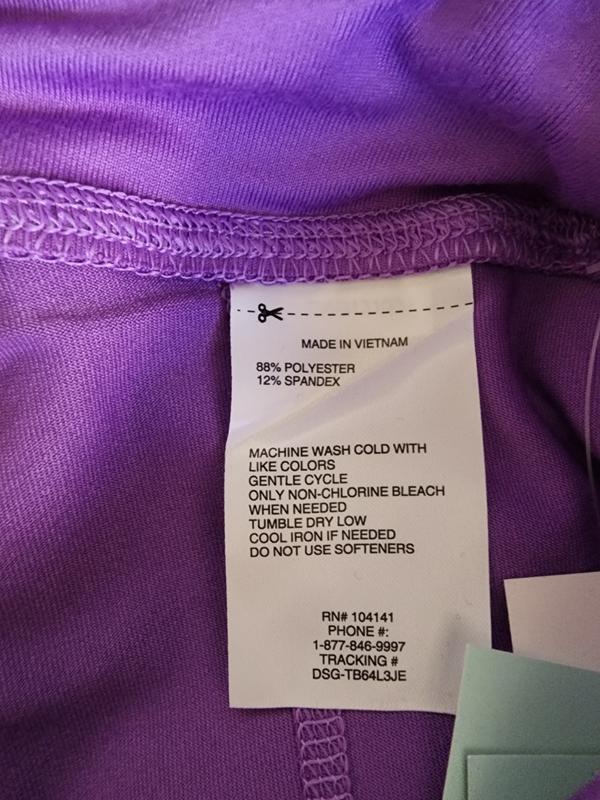 MADE IN VIETNAM
88% POLYESTER
12% SPANDEX
MACHINE WASH COLD WITH
LIKE COLORS
GENTLE CYCLE
ONLY NON-CHLORINE BLEACH
WHEN NEEDED
TUMBLE DRY LOW
COOL IRON IF NEEDED
DO NOT USE SOFTENERS
RN# 104141
PHONE #:
1-877-846-9997
TRACKING #
DSG-TB64L3JE